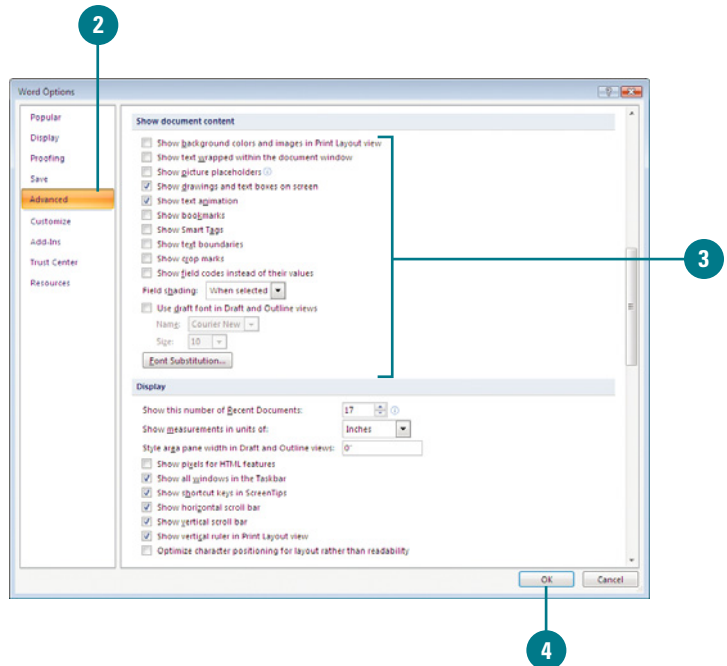 2
Word Options
Popular
Display
Proofing
Save
Advanced
Customize
Add-Ins
Trust Center
Resources
Show document content
Show background colors and images in Print Layout view
Show text wrapped within the document window
Show picture placeholders
Show drawings and text boxes on screen
Show text animation
Show bookmarks
Show Smart Tags
Show text boundaries
Show crop marks
Show field codes instead of their values
Field shading: When selected
Use draft font in Draft and Outline views
Name: Courier New
Size: 10
Font Substitution...
3
Display
Show this number of Recent Documents: 17
Show measurements in units of: Inches
Style area pane width in Draft and Outline views: 0"
Show pixels for HTML features
Show all windows in the Taskbar
Show shortcut keys in ScreenTips
Show horizontal scroll bar
Show vertical scroll bar
Show vertical ruler in Print Layout view
Optimize character positioning for layout rather than readability
OK Cancel
4